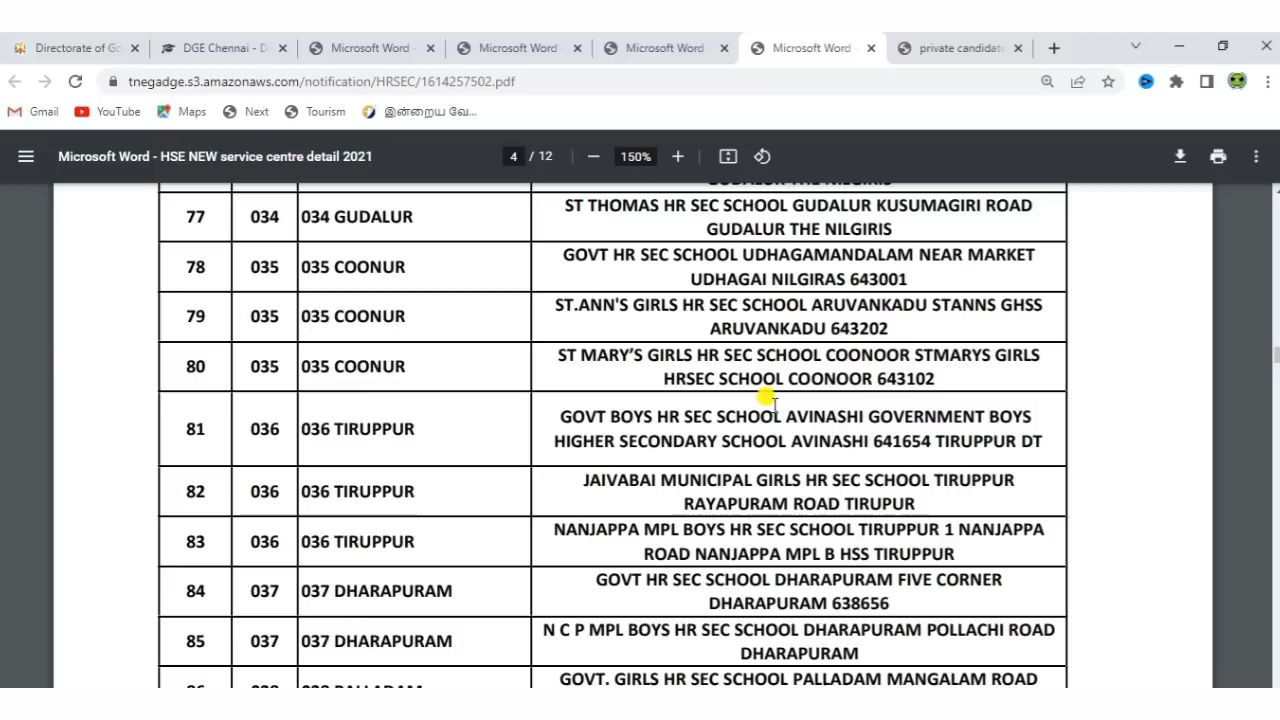 Directorate of Go
DGE Chennai - D
Microsoft Word -
Microsoft Word -
Microsoft Word -
Microsoft Word -
private candidate
tnegadge.s3.amazonaws.com/notification/HRSEC/1614257502.pdf
Gmail YouTube Maps Next Tourism இன்றைய வே...
Microsoft Word - HSE NEW service centre detail 2021 4 / 12 150%
GUDALUR THE NILGIRIS
77 034 034 GUDALUR ST THOMAS HR SEC SCHOOL GUDALUR KUSUMAGIRI ROAD
GUDALUR THE NILGIRIS
78 035 035 COONUR GOVT HR SEC SCHOOL UDHAGAMANDALAM NEAR MARKET
UDHAGAI NILGIRAS 643001
79 035 035 COONUR ST.ANN'S GIRLS HR SEC SCHOOL ARUVANKADU STANNS GHSS
ARUVANKADU 643202
80 035 035 COONUR ST MARY’S GIRLS HR SEC SCHOOL COONOOR STMARYS GIRLS
HRSEC SCHOOL COONOOR 643102
81 036 036 TIRUPPUR GOVT BOYS HR SEC SCHOOL AVINASHI GOVERNMENT BOYS
HIGHER SECONDARY SCHOOL AVINASHI 641654 TIRUPPUR DT
82 036 036 TIRUPPUR JAIVABAI MUNICIPAL GIRLS HR SEC SCHOOL TIRUPPUR
RAYAPURAM ROAD TIRUPUR
83 036 036 TIRUPPUR NANJAPPA MPL BOYS HR SEC SCHOOL TIRUPPUR 1 NANJAPPA
ROAD NANJAPPA MPL B HSS TIRUPPUR
84 037 037 DHARAPURAM GOVT HR SEC SCHOOL DHARAPURAM FIVE CORNER
DHARAPURAM 638656
85 037 037 DHARAPURAM N C P MPL BOYS HR SEC SCHOOL DHARAPURAM POLLACHI ROAD
DHARAPURAM
86 038 038 PALLADAM GOVT. GIRLS HR SEC SCHOOL PALLADAM MANGALAM ROAD